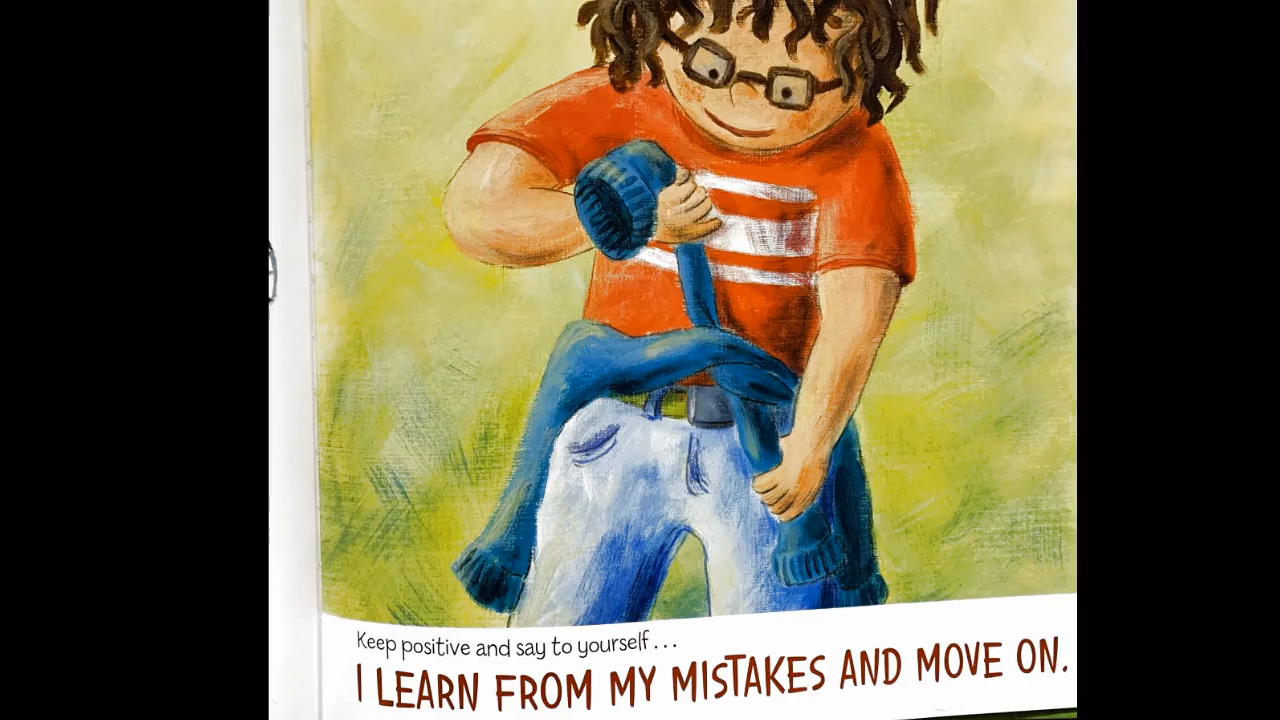 Keep positive and say to yourself . . .
I LEARN FROM MY MISTAKES AND MOVE ON.